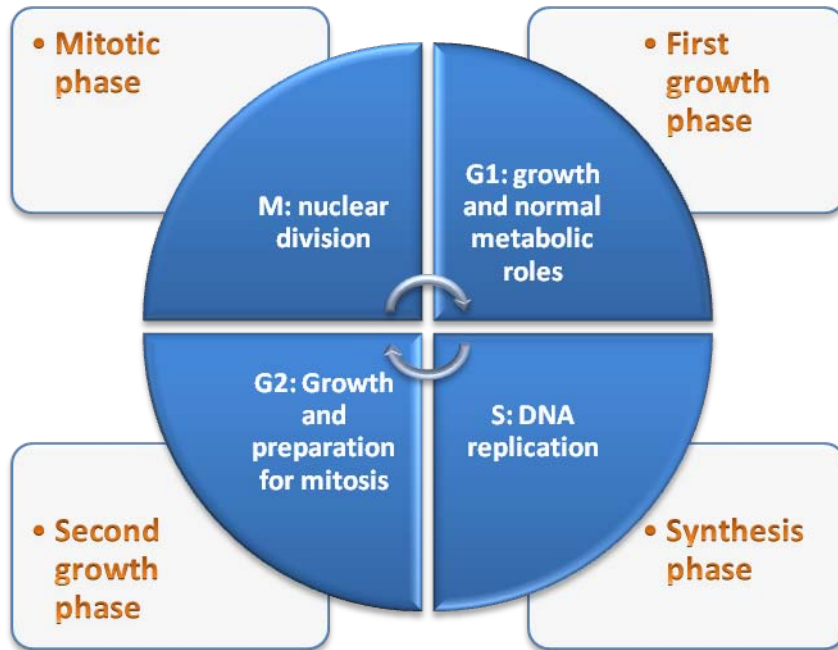 • Mitotic
phase
• First
growth
phase
M: nuclear
division
G1: growth
and normal
metabolic
roles
G2: Growth
and
preparation
for mitosis
S: DNA
replication
• Second
growth
phase
• Synthesis
phase